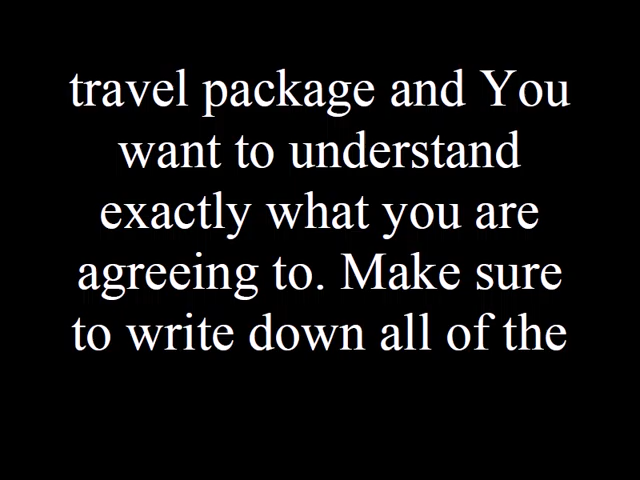 travel package and You
want to understand
exactly what you are
agreeing to. Make sure
to write down all of the